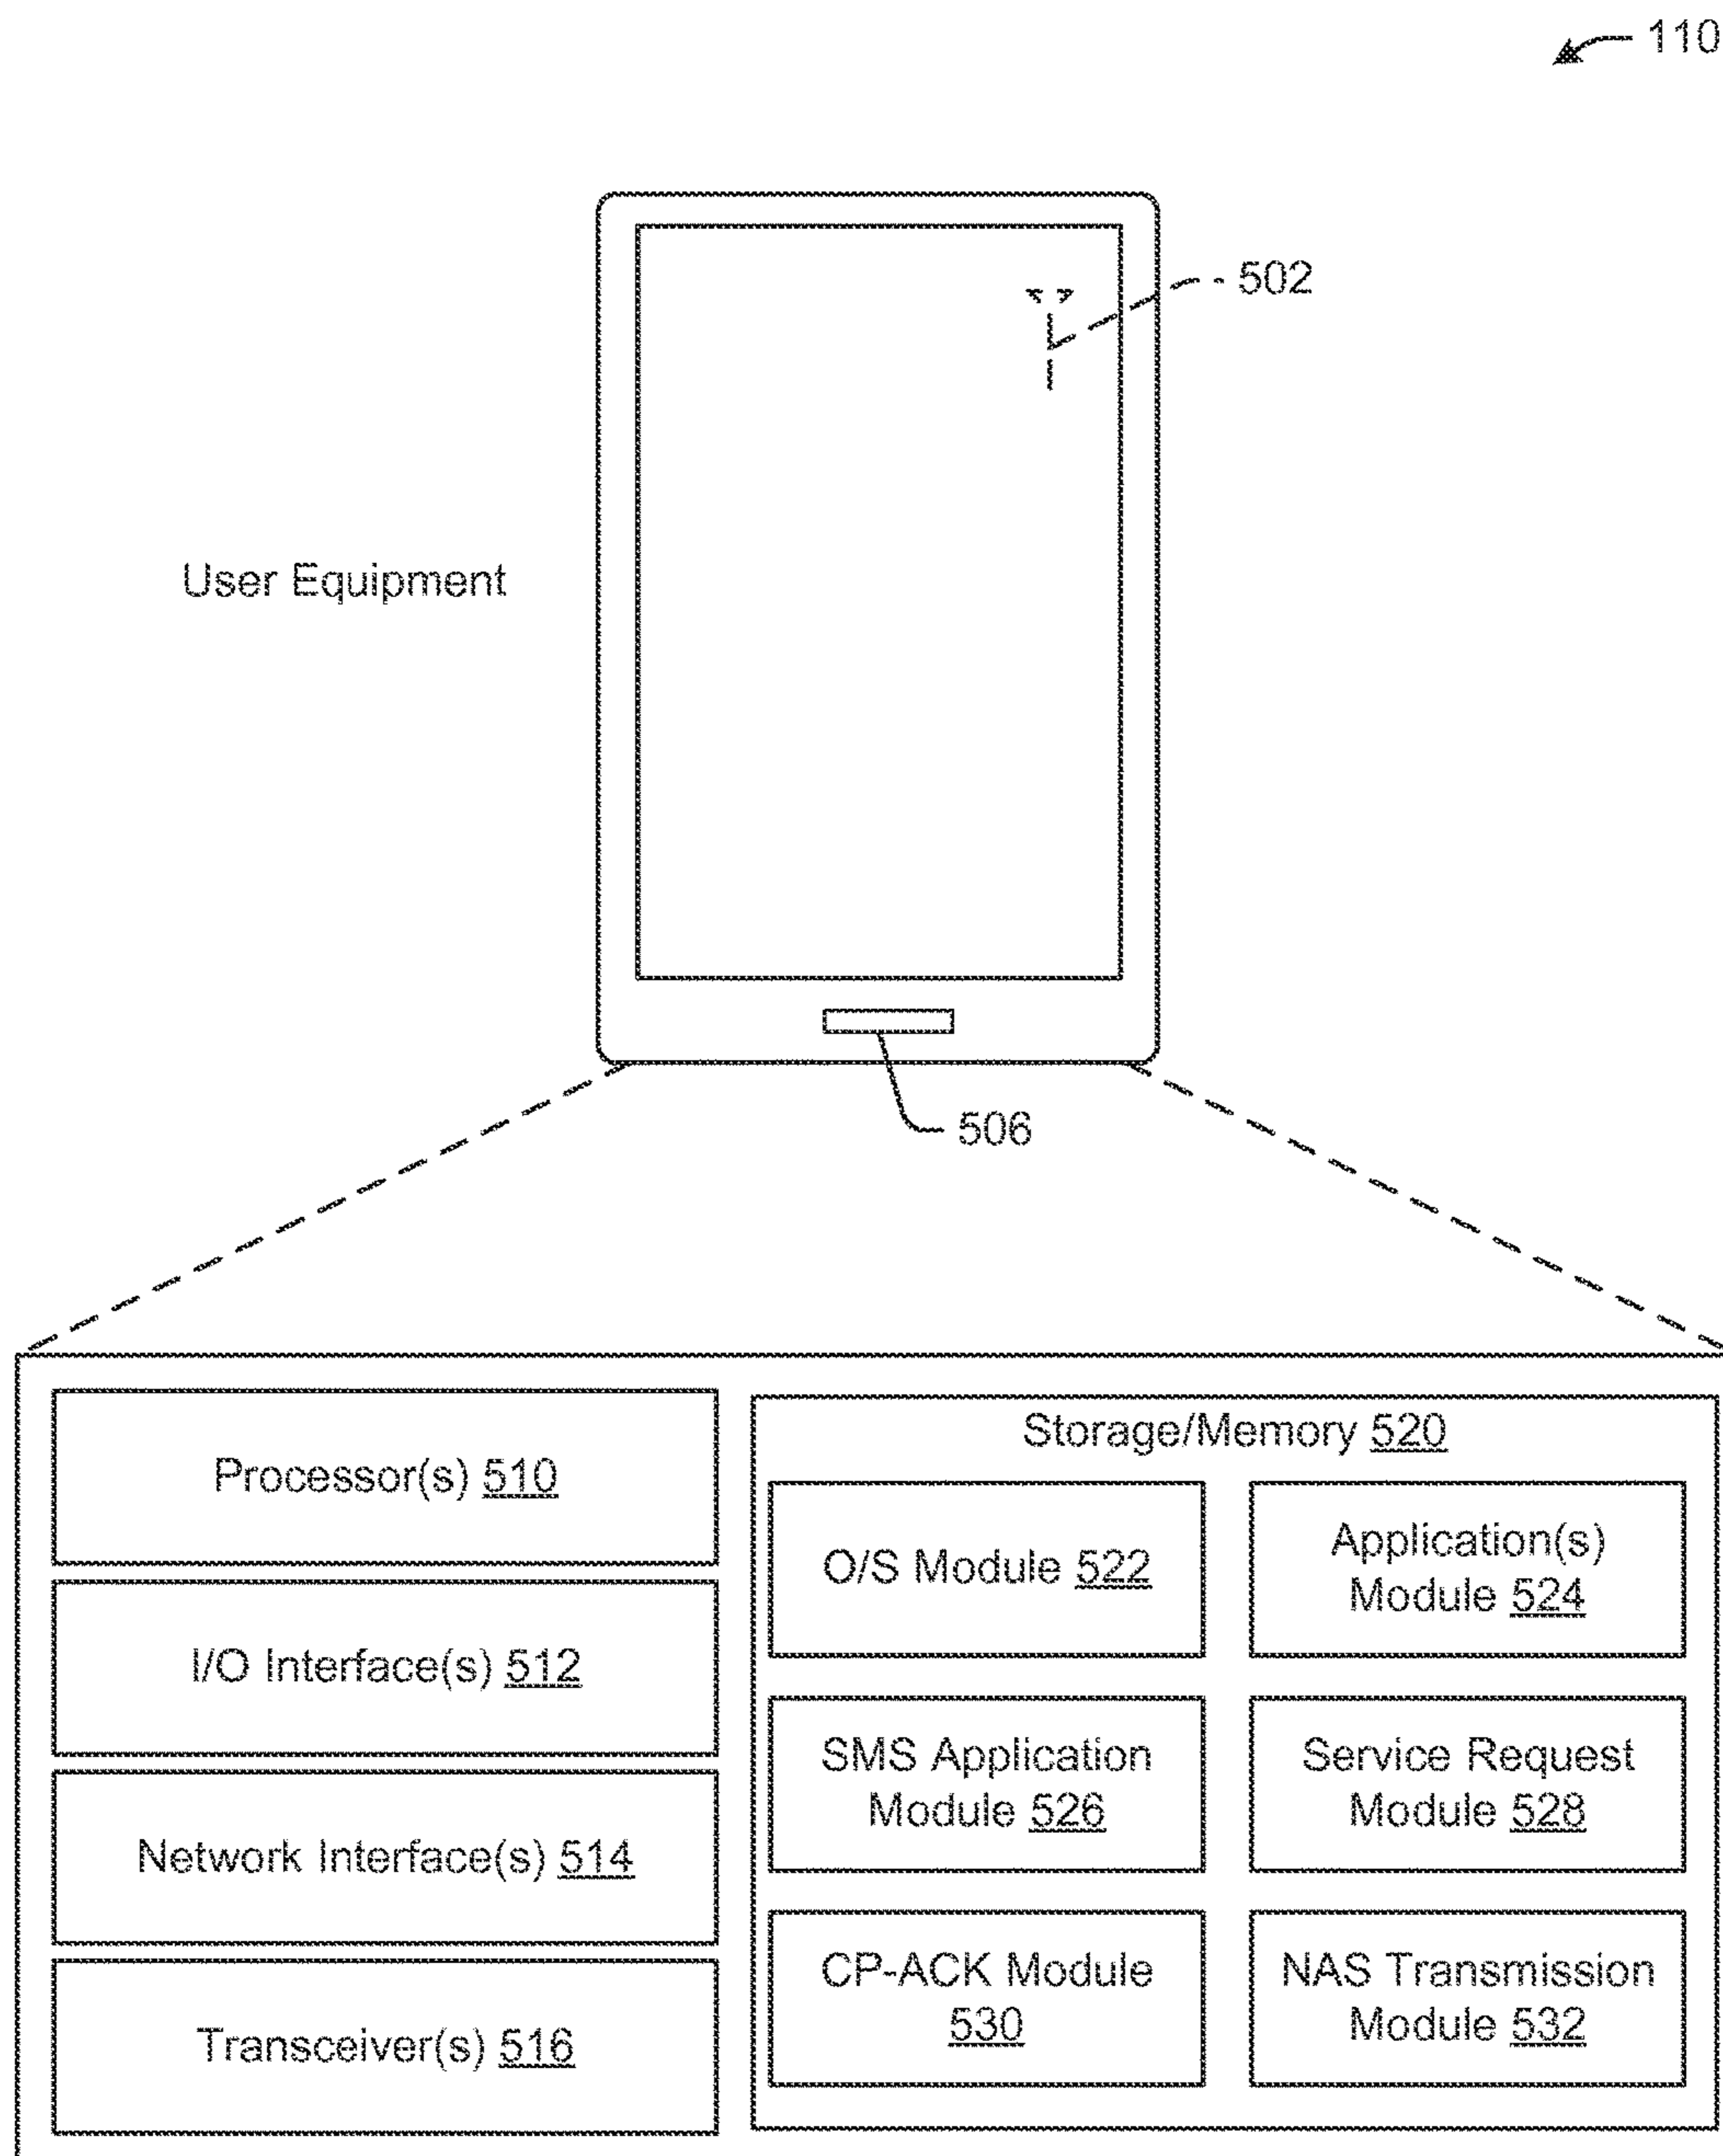 110
502
User Equipment
506
Processor(s) 510
I/O Interface(s) 512
Network Interface(s) 514
Transceiver(s) 516
Storage/Memory 520
O/S Module 522
Application(s)
Module 524
SMS Application
Module 526
Service Request
Module 528
CP-ACK Module
530
NAS Transmission
Module 532